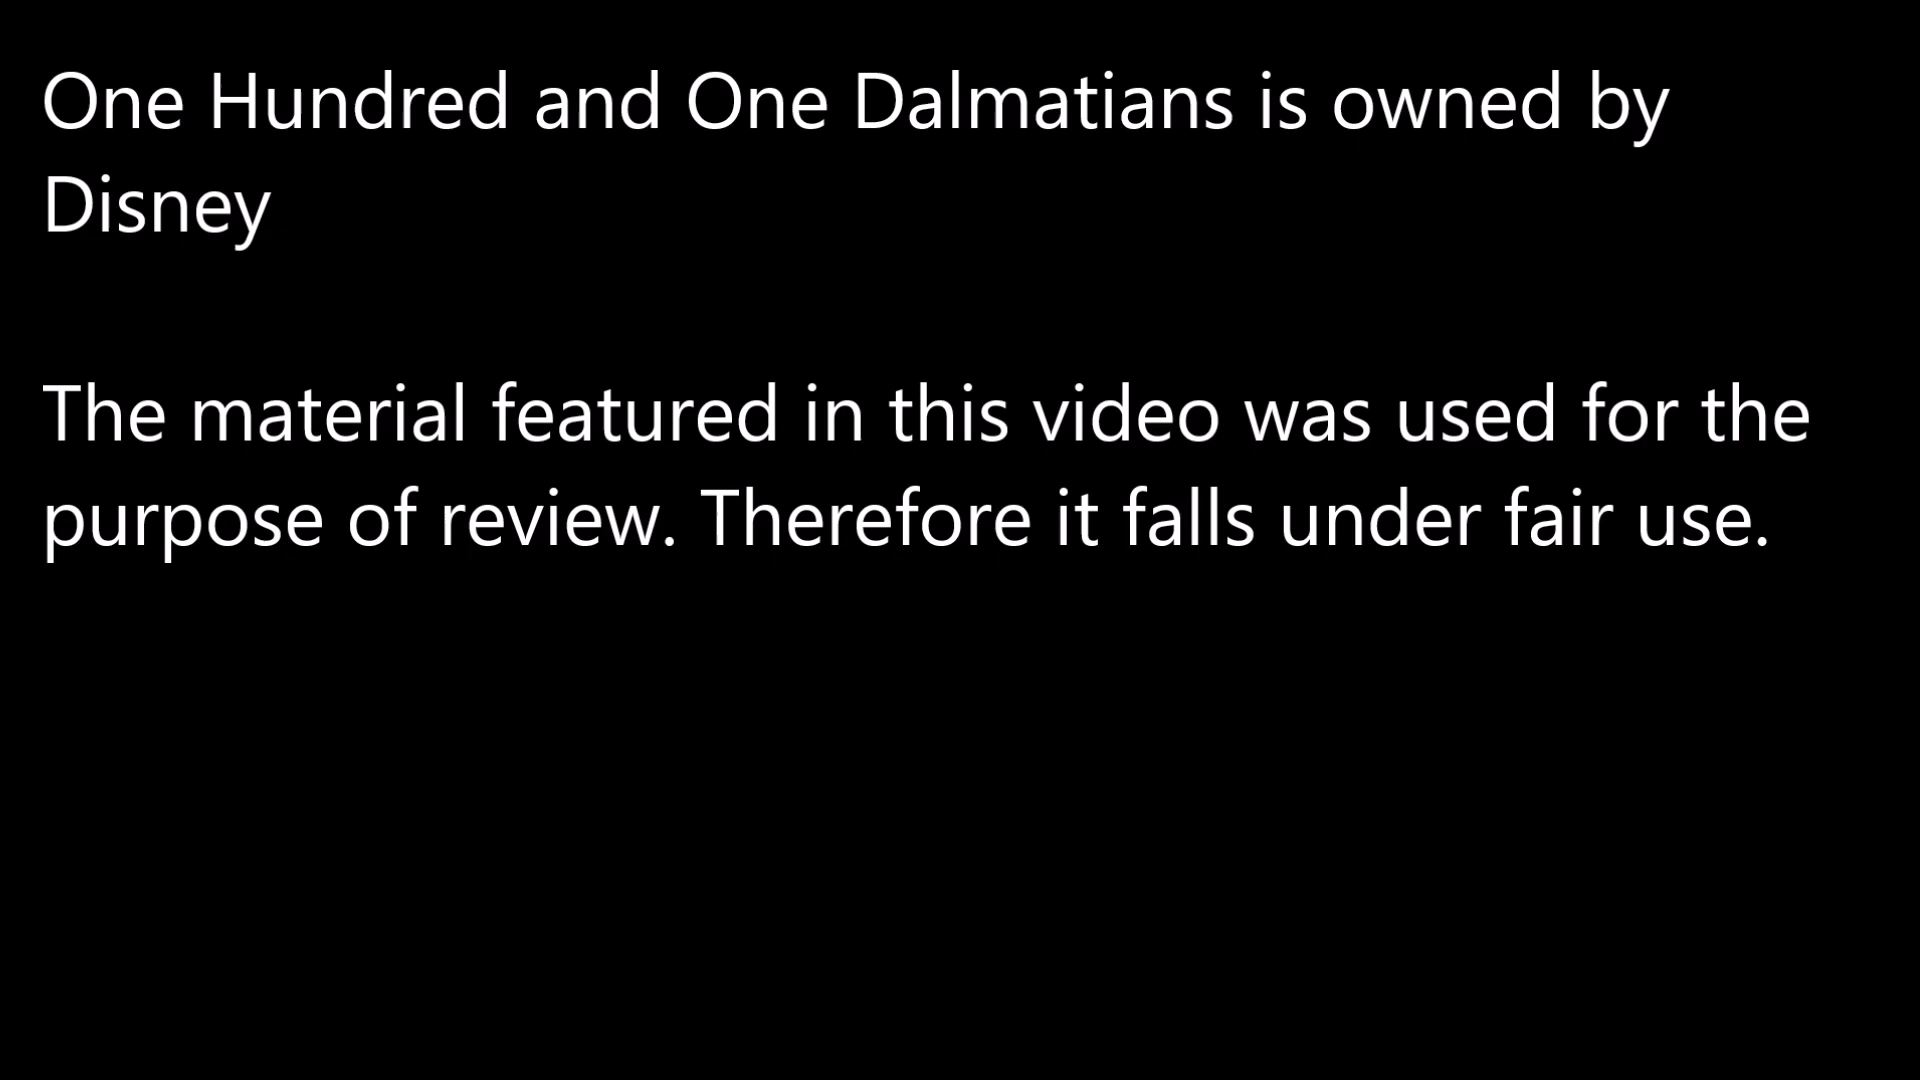 One Hundred and One Dalmatians is owned by
Disney
The material featured in this video was used for the
purpose of review. Therefore it falls under fair use.